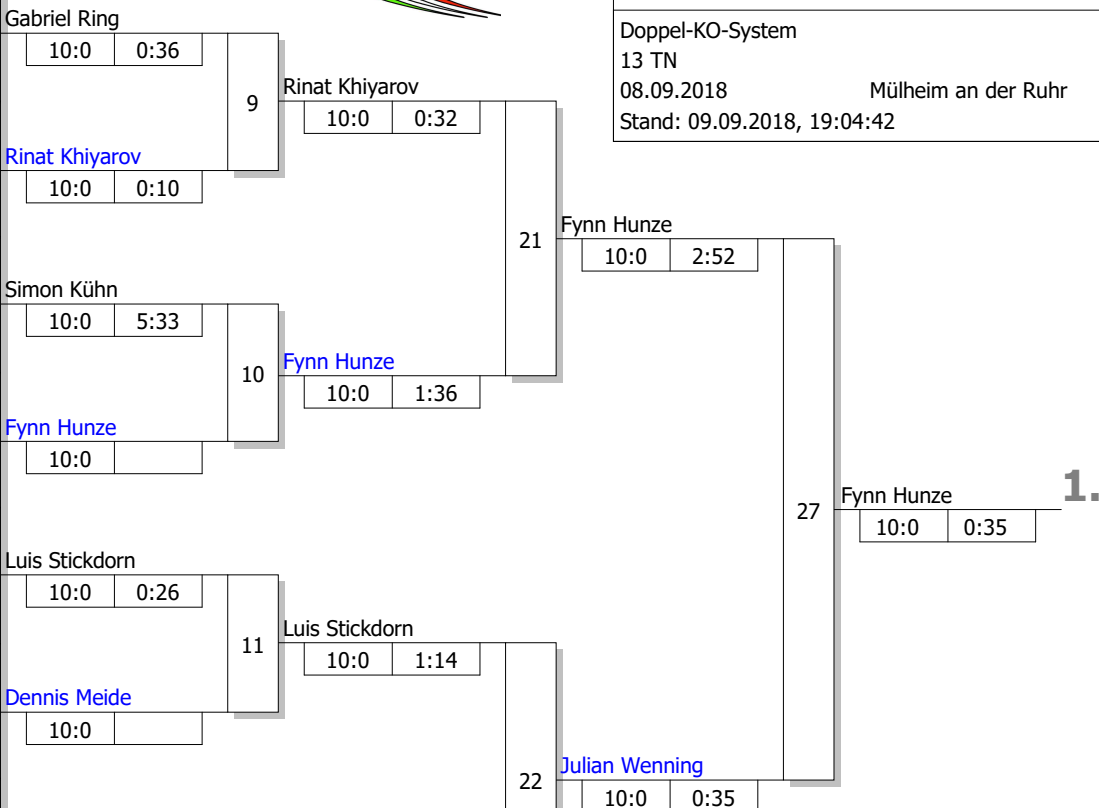 Gabriel Ring
10:0 0:36
Doppel-KO-System
13 TN
08.09.2018 Mülheim an der Ruhr
Stand: 09.09.2018, 19:04:42
9
Rinat Khiyarov
10:0 0:32
Rinat Khiyarov
10:0 0:10
21
Fynn Hunze
10:0 2:52
Simon Kühn
10:0 5:33
10
Fynn Hunze
10:0 1:36
Fynn Hunze
10:0
27
Fynn Hunze
1.
10:0 0:35
Luis Stickdorn
10:0 0:26
11
Luis Stickdorn
10:0 1:14
Dennis Meide
10:0
22
Julian Wenning
10:0 0:35